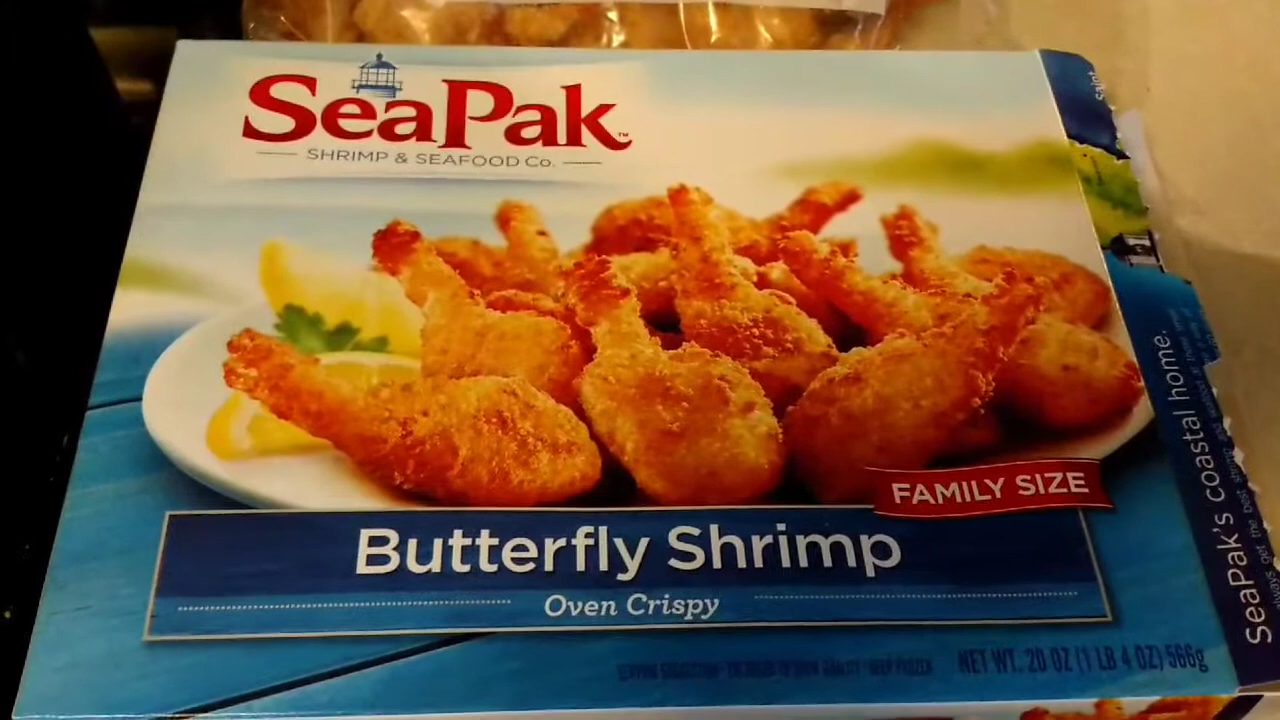 SeaPak™
SHRIMP & SEAFOOD Co.
FAMILY SIZE
Butterfly Shrimp
Oven Crispy
NET WT. 20 OZ (1 LB 4 OZ) 566g
SeaPak's coastal home.